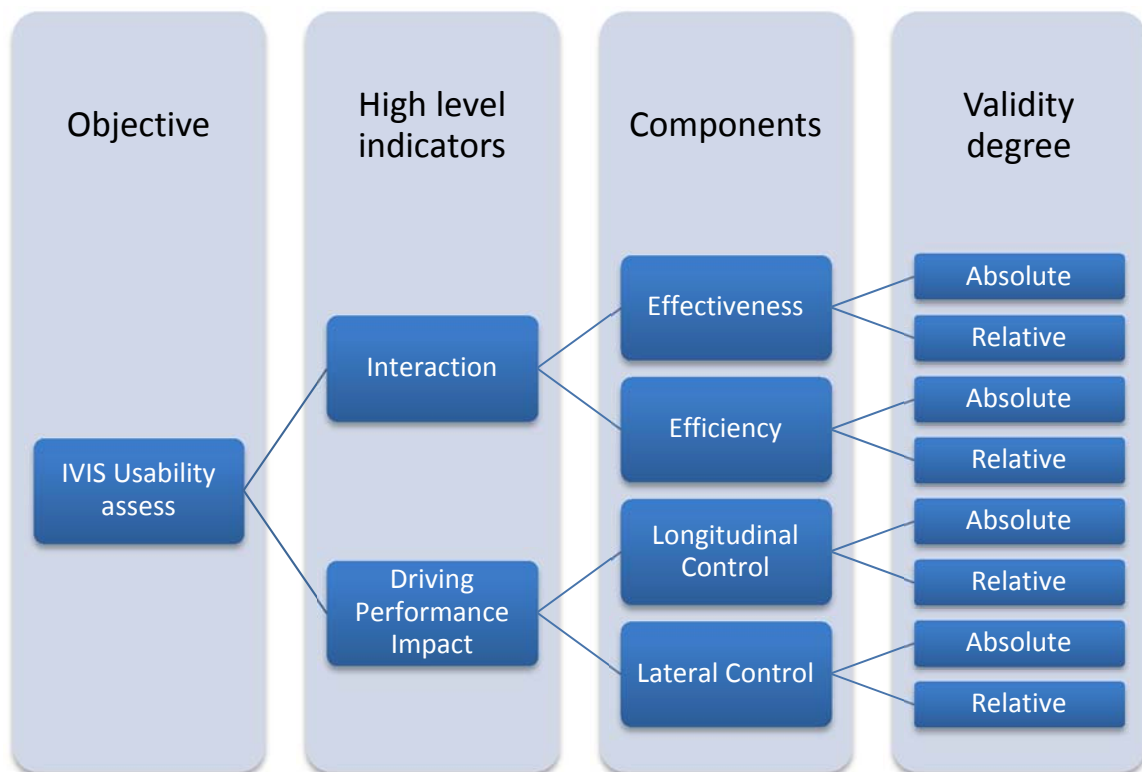 Objective
High level
indicators
Components
Validity
degree
IVIS Usability
assess
Interaction
Driving
Performance
Impact
Effectiveness
Efficiency
Longitudinal
Control
Lateral Control
Absolute
Relative
Absolute
Relative
Absolute
Relative
Absolute
Relative